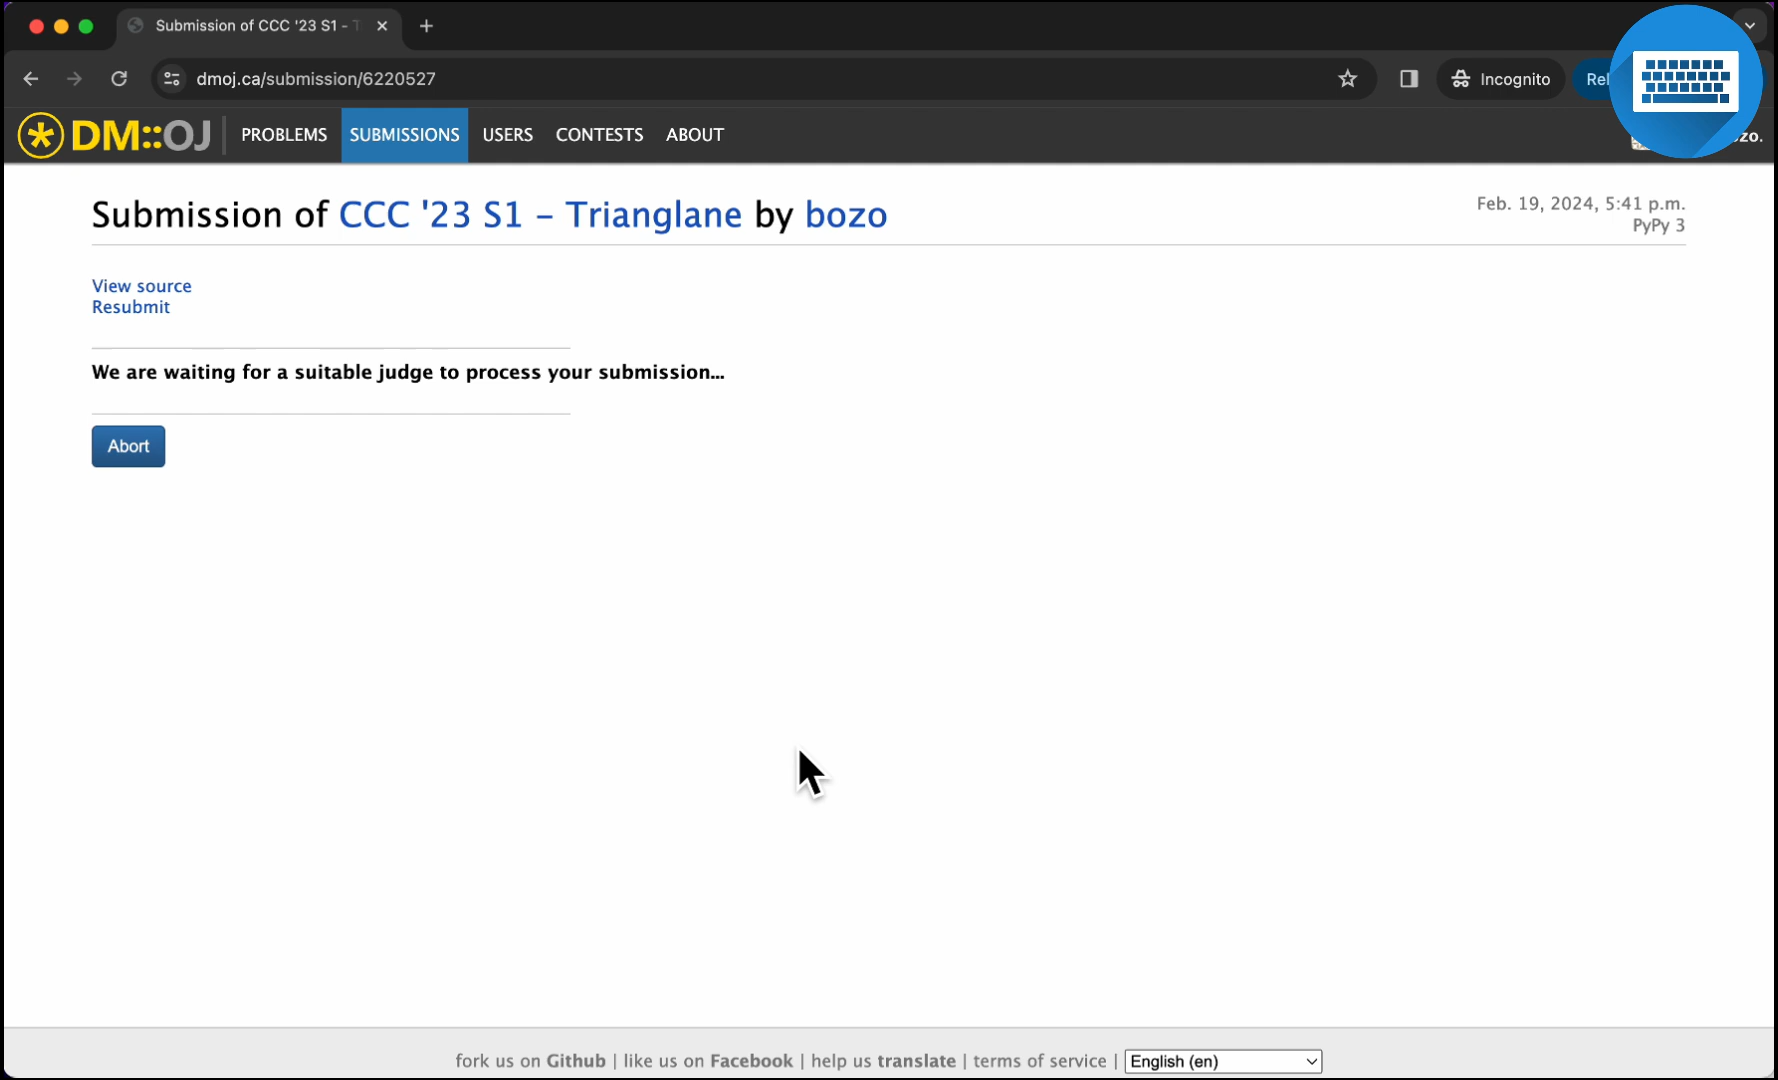 Submission of CCC '23 S1 -
dmoj.ca/submission/6220527
Incognito
DM::OJ PROBLEMS SUBMISSIONS USERS CONTESTS ABOUT
Submission of CCC '23 S1 – Trianglane by bozo
Feb. 19, 2024, 5:41 p.m.
PyPy 3
View source
Resubmit
We are waiting for a suitable judge to process your submission...
Abort
fork us on Github | like us on Facebook | help us translate | terms of service | English (en)